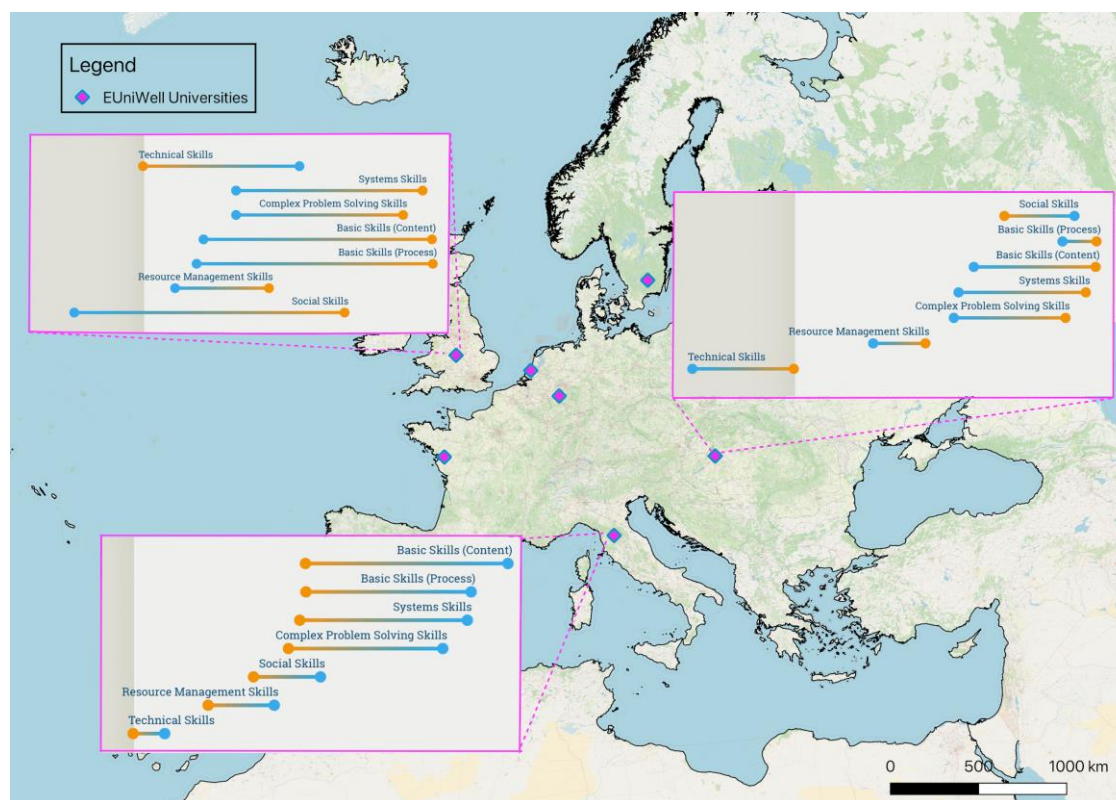 Legend
EUniWell Universities
Technical Skills
Systems Skills
Complex Problem Solving Skills
Basic Skills (Content)
Basic Skills (Process)
Resource Management Skills
Social Skills
Social Skills
Basic Skills (Process)
Basic Skills (Content)
Systems Skills
Complex Problem Solving Skills
Resource Management Skills
Technical Skills
Basic Skills (Content)
Basic Skills (Process)
Systems Skills
Complex Problem Solving Skills
Social Skills
Resource Management Skills
Technical Skills
0 500 1000 km